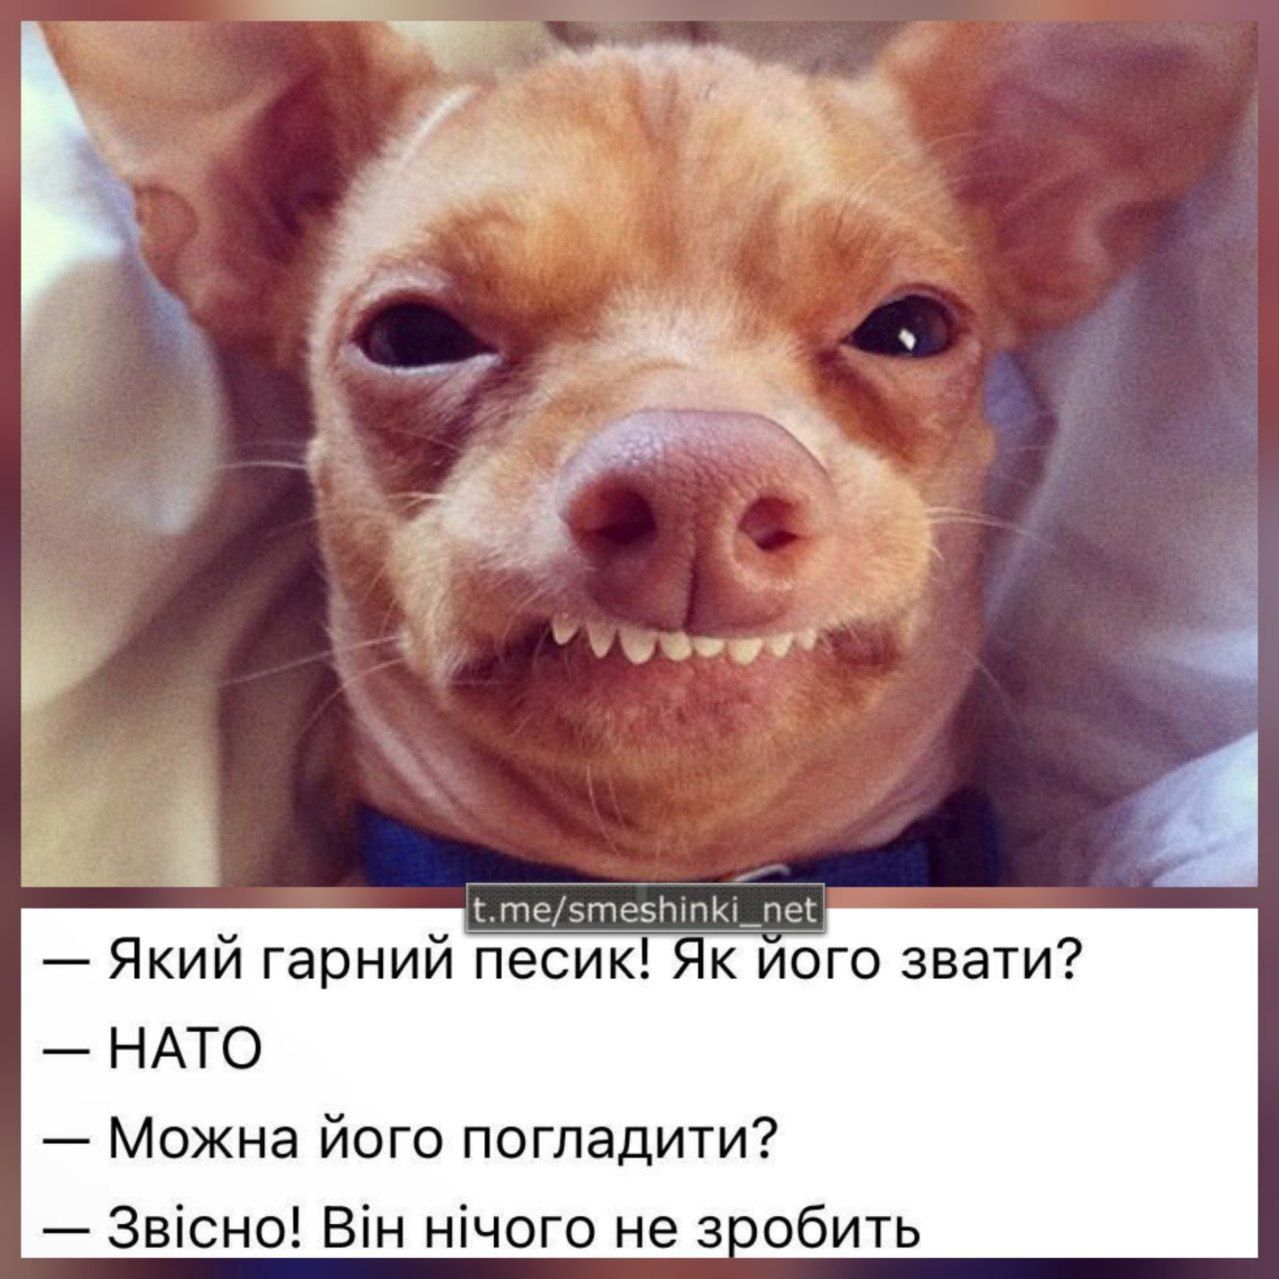 t.me/smeshinki_net
— Який гарний песик! Як його звати?
— НАТО
— Можна його погладити?
— Звісно! Він нічого не зробить